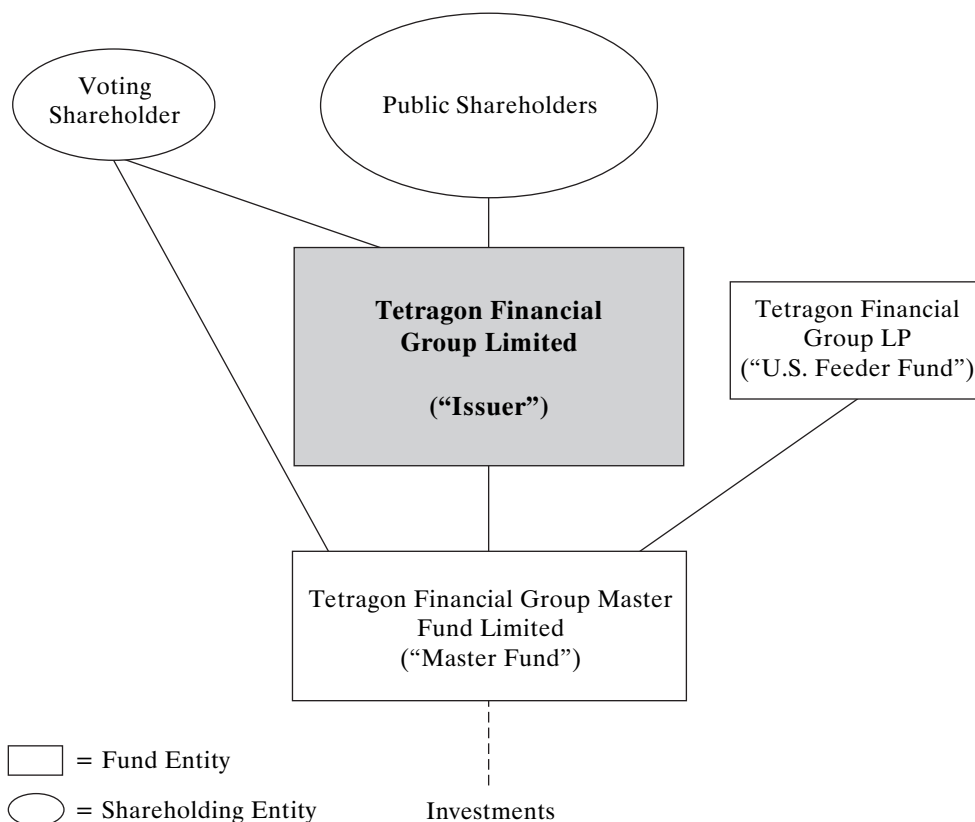 Voting
Shareholder
Public Shareholders
Tetragon Financial
Group Limited
(“Issuer”)
Tetragon Financial
Group LP
(“U.S. Feeder Fund”)
Tetragon Financial Group Master
Fund Limited
(“Master Fund”)
= Fund Entity
= Shareholding Entity
Investments